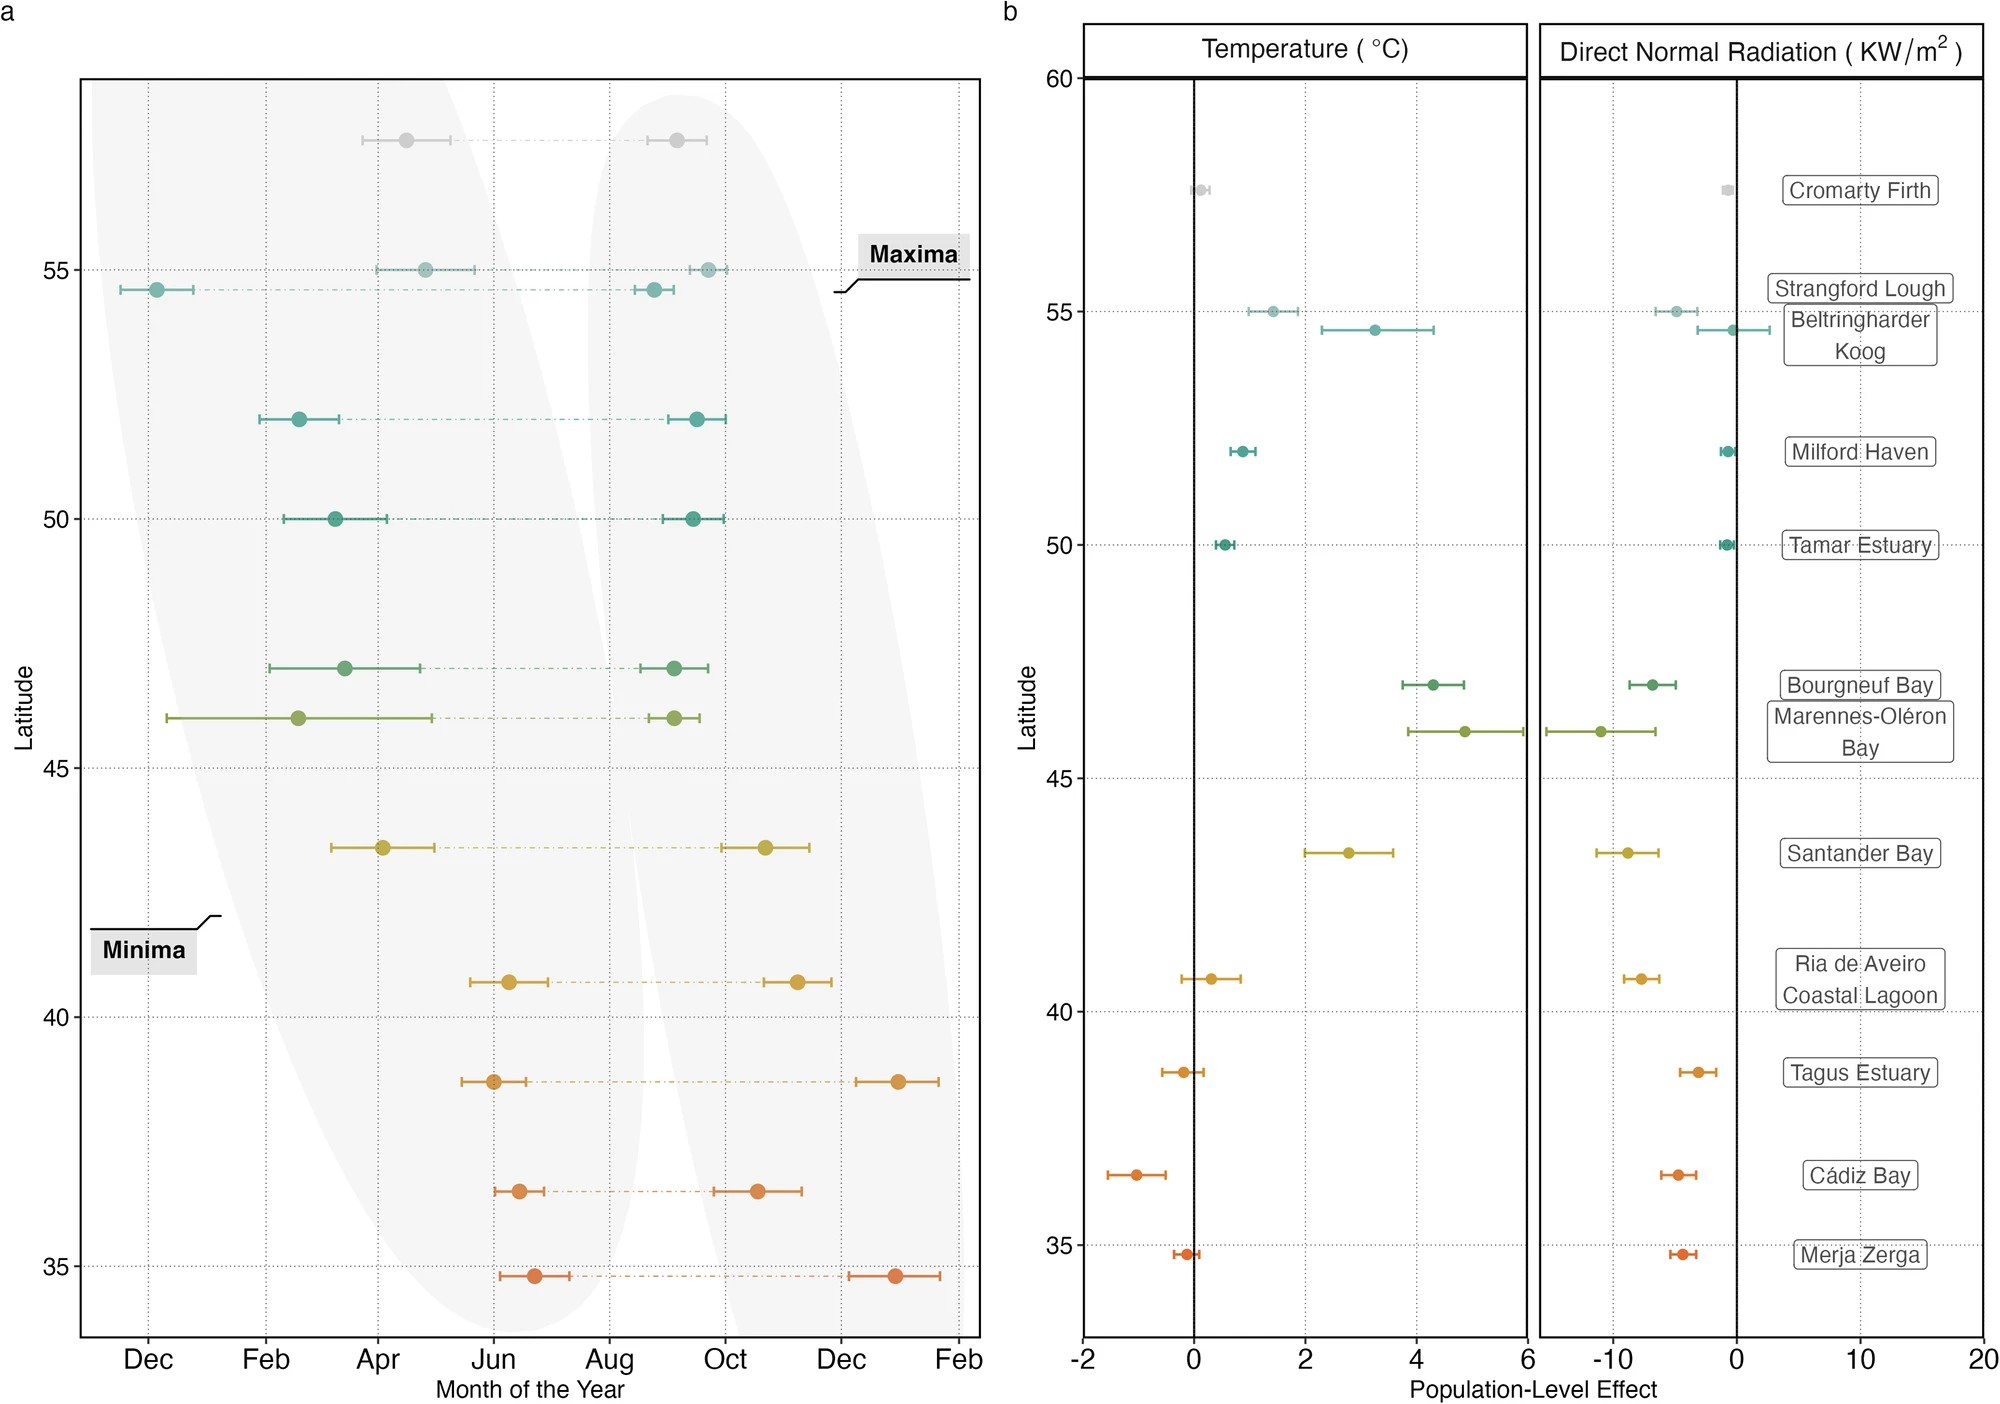 a
Maxima
Minima
55
50
45
40
35
Latitude
Dec Feb Apr Jun Aug Oct Dec Feb
Month of the Year
b
Temperature ( °C)
Direct Normal Radiation ( KW/m² )
60
55
50
45
40
35
Latitude
Cromarty Firth
Strangford Lough
Beltringharder
Koog
Milford Haven
Tamar Estuary
Bourgneuf Bay
Marennes-Oléron
Bay
Santander Bay
Ria de Aveiro
Coastal Lagoon
Tagus Estuary
Cádiz Bay
Merja Zerga
-2 0 2 4 6
-10 0 10 20
Population-Level Effect